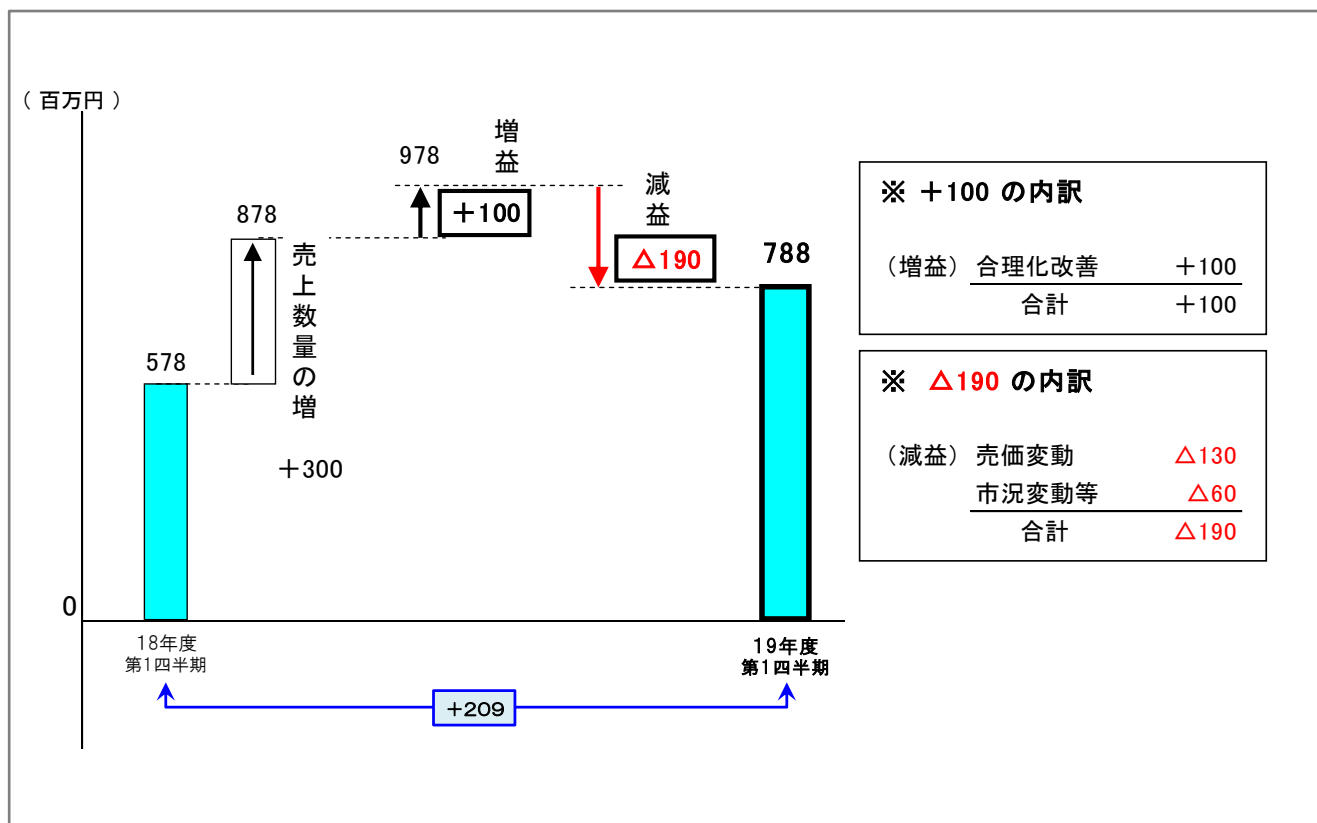 （ 百万円 ）
978
増益
減益
878
売上数量の増
＋100
△190
788
578
＋300
0
18年度
第1四半期
19年度
第1四半期
＋209
※ ＋100 の内訳
（増益） 合理化改善 ＋100
合計 ＋100
※ △190 の内訳
（減益） 売価変動 △130
市況変動等 △60
合計 △190